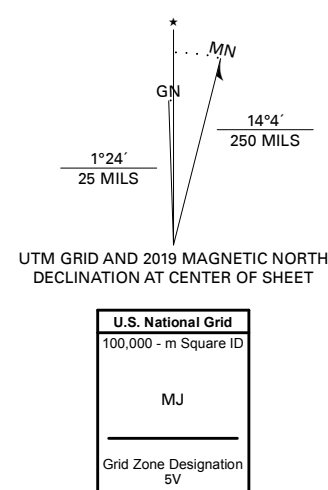 ★
MN
GN
14°4´
250 MILS
1°24´
25 MILS
UTM GRID AND 2019 MAGNETIC NORTH
DECLINATION AT CENTER OF SHEET
U.S. National Grid
100,000 - m Square ID
MJ
Grid Zone Designation
5V